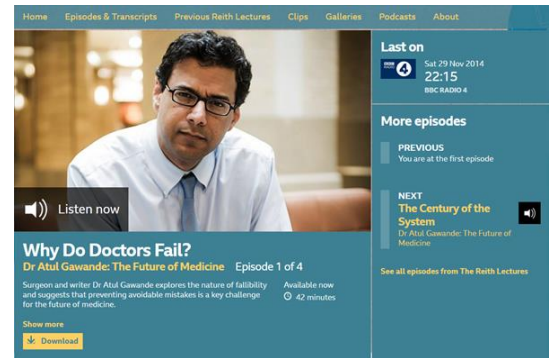 Home Episodes & Transcripts Previous Reith Lectures Clips Galleries Podcasts About
Listen now
Why Do Doctors Fail?
Dr Atul Gawande: The Future of Medicine Episode 1 of 4
Surgeon and writer Dr Atul Gawande explores the nature of fallibility
and suggests that preventing avoidable mistakes is a key challenge
for the future of medicine.
Available now
42 minutes
Show more
Download
Last on
BBC RADIO 4
Sat 29 Nov 2014
22:15
BBC RADIO 4
More episodes
PREVIOUS
You are at the first episode
NEXT
The Century of the
System
Dr Atul Gawande: The Future of
Medicine
See all episodes from The Reith Lectures